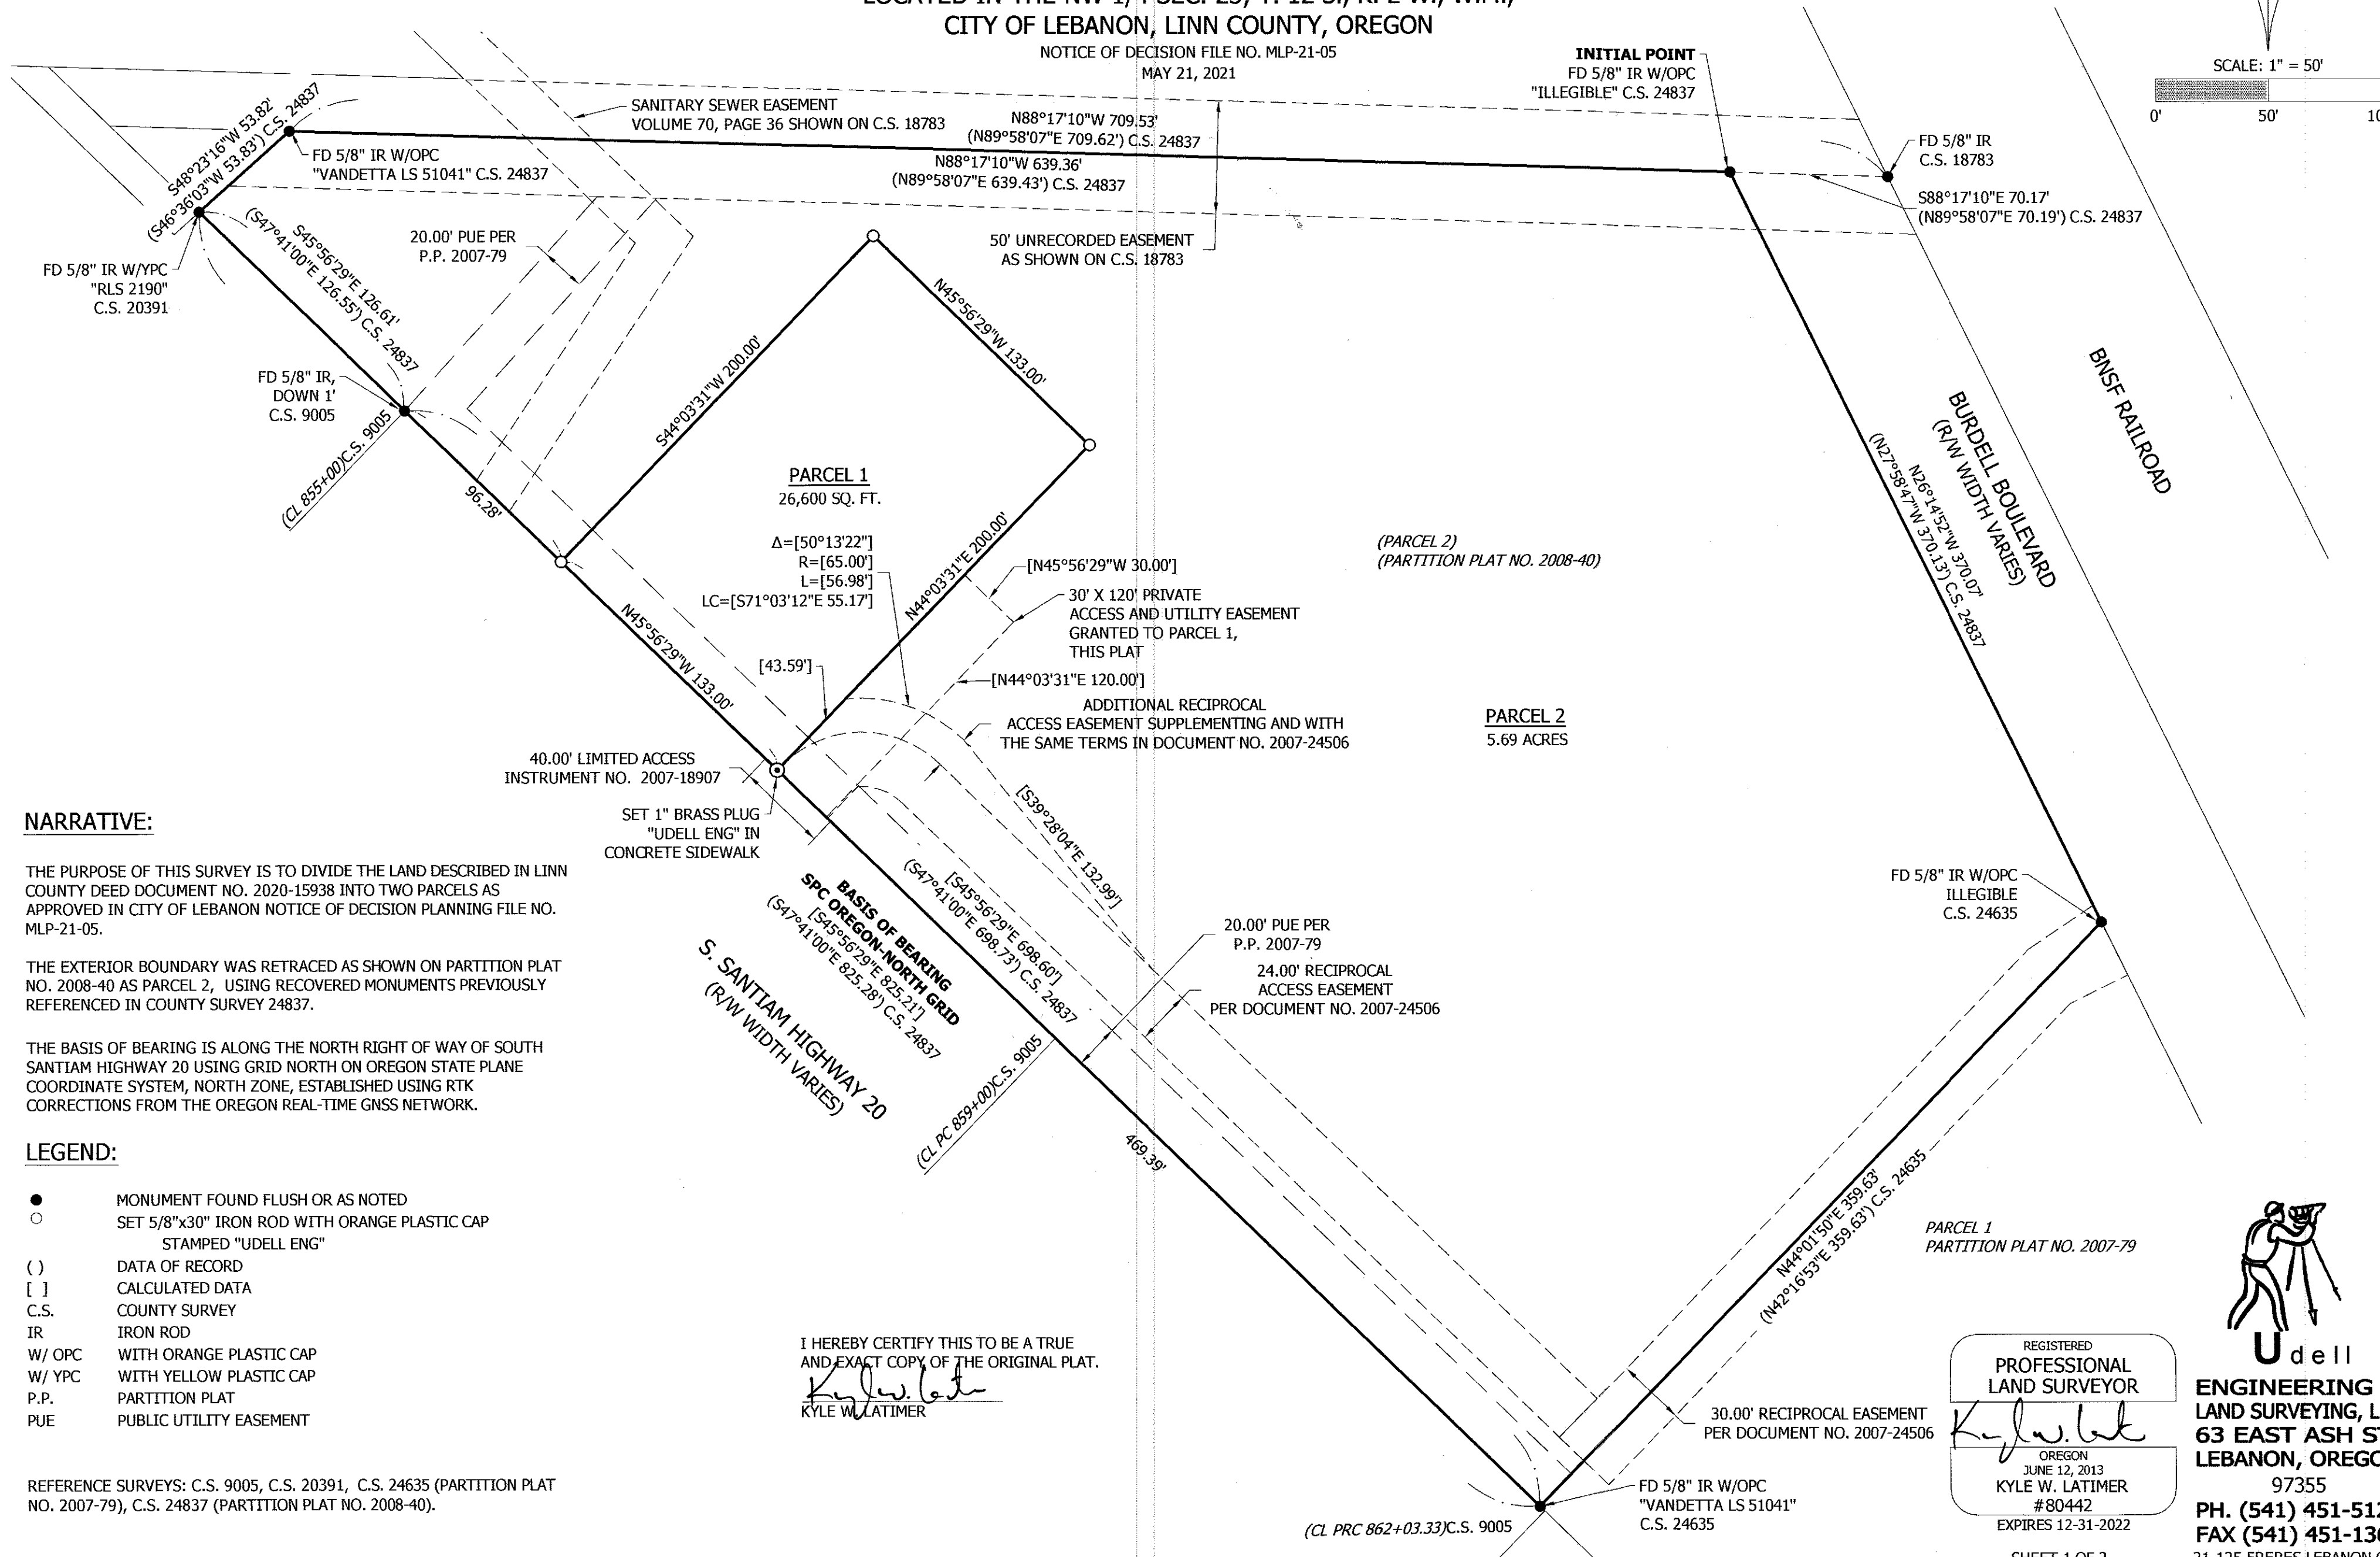 CITY OF LEBANON, LINN COUNTY, OREGON
NOTICE OF DECISION FILE NO. MLP-21-05
MAY 21, 2021
INITIAL POINT
FD 5/8" IR W/OPC
"ILLEGIBLE" C.S. 24837
SCALE: 1" = 50'
0'
50'
S48°23'16"W 53.82'
(S46°36'03"W 53.83') C.S. 24837
SANITARY SEWER EASEMENT
VOLUME 70, PAGE 36 SHOWN ON C.S. 18783
N88°17'10"W 709.53'
(N89°58'07"E 709.62') C.S. 24837
N88°17'10"W 639.36'
(N89°58'07"E 639.43') C.S. 24837
FD 5/8" IR
C.S. 18783
S88°17'10"E 70.17'
(N89°58'07"E 70.19') C.S. 24837
FD 5/8" IR W/OPC
"VANDETTA LS 51041" C.S. 24837
FD 5/8" IR W/YPC
"RLS 2190"
C.S. 20391
S45°56'29"E 126.61'
(S47°41'00"E 126.55') C.S. 24837
20.00' PUE PER
P.P. 2007-79
50' UNRECORDED EASEMENT
AS SHOWN ON C.S. 18783
FD 5/8" IR,
DOWN 1'
C.S. 9005
(CL 855+00)C.S. 9005
96.28'
S44°03'31"W 200.00'
N45°56'29"W 133.00'
PARCEL 1
26,600 SQ. FT.
Δ=[50°13'22"]
R=[65.00']
L=[56.98']
LC=[S71°03'12"E 55.17']
N44°03'31"E 200.00'
[N45°56'29"W 30.00']
30' X 120' PRIVATE
ACCESS AND UTILITY EASEMENT
GRANTED TO PARCEL 1,
THIS PLAT
N45°56'29"W 133.00'
[43.59']
[N44°03'31"E 120.00']
ADDITIONAL RECIPROCAL
ACCESS EASEMENT SUPPLEMENTING AND WITH
THE SAME TERMS IN DOCUMENT NO. 2007-24506
(PARCEL 2)
(PARTITION PLAT NO. 2008-40)
PARCEL 2
5.69 ACRES
N26°14'52"W 370.07'
(N27°58'47"W 370.13') C.S. 24837
BURDELL BOULEVARD
(R/W WIDTH VARIES)
BNSF RAILROAD
40.00' LIMITED ACCESS
INSTRUMENT NO. 2007-18907
SET 1" BRASS PLUG
"UDELL ENG" IN
CONCRETE SIDEWALK
[S39°28'04"E 132.99']
[S45°56'29"E 698.60']
(S47°41'00"E 698.73') C.S. 24837
BASIS OF BEARING
SPC OREGON-NORTH GRID
[S45°56'29"E 825.21']
(S47°41'00"E 825.28') C.S. 24837
S. SANTIAM HIGHWAY 20
(R/W WIDTH VARIES)
(CL PC 859+00)C.S. 9005
20.00' PUE PER
P.P. 2007-79
24.00' RECIPROCAL
ACCESS EASEMENT
PER DOCUMENT NO. 2007-24506
469.39'
FD 5/8" IR W/OPC
ILLEGIBLE
C.S. 24635
N44°01'50"E 359.63'
(N42°16'53"E 359.63') C.S. 24635
PARCEL 1
PARTITION PLAT NO. 2007-79
30.00' RECIPROCAL EASEMENT
PER DOCUMENT NO. 2007-24506
FD 5/8" IR W/OPC
"VANDETTA LS 51041"
C.S. 24635
(CL PRC 862+03.33)C.S. 9005
NARRATIVE:
THE PURPOSE OF THIS SURVEY IS TO DIVIDE THE LAND DESCRIBED IN LINN
COUNTY DEED DOCUMENT NO. 2020-15938 INTO TWO PARCELS AS
APPROVED IN CITY OF LEBANON NOTICE OF DECISION PLANNING FILE NO.
MLP-21-05.
THE EXTERIOR BOUNDARY WAS RETRACED AS SHOWN ON PARTITION PLAT
NO. 2008-40 AS PARCEL 2, USING RECOVERED MONUMENTS PREVIOUSLY
REFERENCED IN COUNTY SURVEY 24837.
THE BASIS OF BEARING IS ALONG THE NORTH RIGHT OF WAY OF SOUTH
SANTIAM HIGHWAY 20 USING GRID NORTH ON OREGON STATE PLANE
COORDINATE SYSTEM, NORTH ZONE, ESTABLISHED USING RTK
CORRECTIONS FROM THE OREGON REAL-TIME GNSS NETWORK.
LEGEND:
MONUMENT FOUND FLUSH OR AS NOTED
SET 5/8"x30" IRON ROD WITH ORANGE PLASTIC CAP
STAMPED "UDELL ENG"
( ) DATA OF RECORD
[ ] CALCULATED DATA
C.S. COUNTY SURVEY
IR IRON ROD
W/ OPC WITH ORANGE PLASTIC CAP
W/ YPC WITH YELLOW PLASTIC CAP
P.P. PARTITION PLAT
PUE PUBLIC UTILITY EASEMENT
REFERENCE SURVEYS: C.S. 9005, C.S. 20391, C.S. 24635 (PARTITION PLAT
NO. 2007-79), C.S. 24837 (PARTITION PLAT NO. 2008-40).
I HEREBY CERTIFY THIS TO BE A TRUE
AND EXACT COPY OF THE ORIGINAL PLAT.
KYLE W. LATIMER
REGISTERED
PROFESSIONAL
LAND SURVEYOR
OREGON
JUNE 12, 2013
KYLE W. LATIMER
#80442
EXPIRES 12-31-2022
Udell
ENGINEERING
LAND SURVEYING,
63 EAST ASH
LEBANON,
97355
PH. (541)
FAX (541)